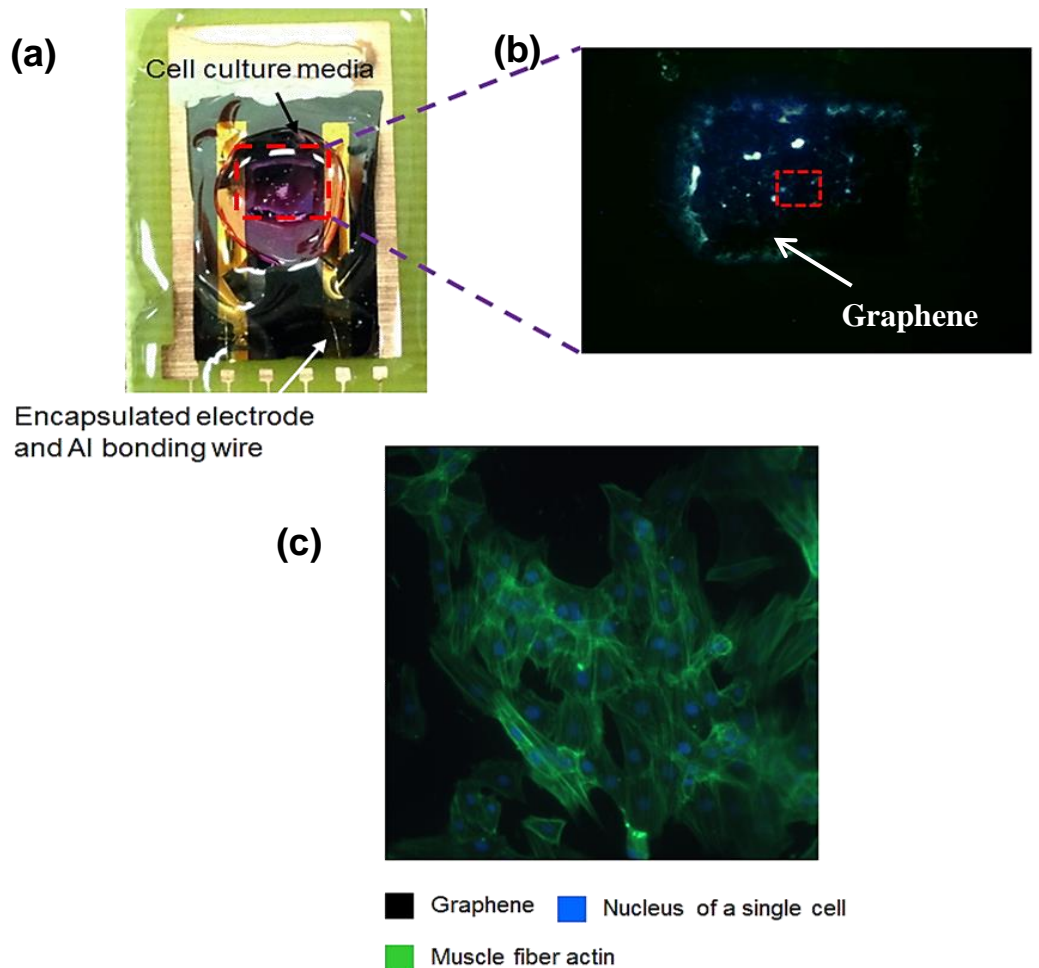 (a)
Cell culture media
Encapsulated electrode
and Al bonding wire
(b)
Graphene
(c)
Graphene
Nucleus of a single cell
Muscle fiber actin